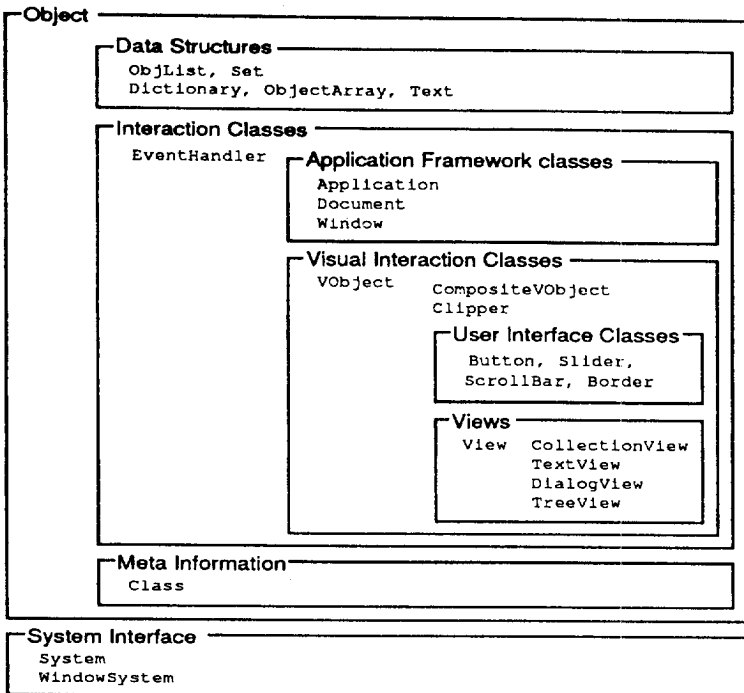 Object
Data Structures
ObjList, Set
Dictionary, ObjectArray, Text
Interaction Classes
EventHandler
Application Framework classes
Application
Document
Window
Visual Interaction Classes
VObject
CompositeVObject
Clipper
User Interface Classes
Button, Slider,
ScrollBar, Border
Views
View CollectionView
TextView
DialogView
TreeView
Meta Information
Class
System Interface
System
WindowSystem